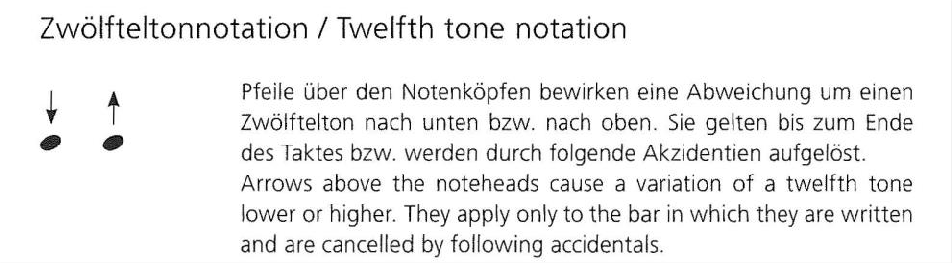 Zwölfteltonnotation / Twelfth tone notation
Pfeile über den Notenköpfen bewirken eine Abweichung um einen
Zwölftelton nach unten bzw. nach oben. Sie gelten bis zum Ende
des Taktes bzw. werden durch folgende Akzidentien aufgelöst.
Arrows above the noteheads cause a variation of a twelfth tone
lower or higher. They apply only to the bar in which they are written
and are cancelled by following accidentals.